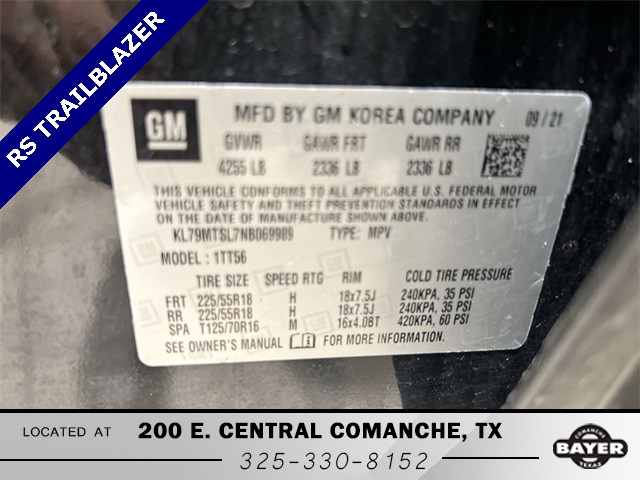 RS TRAILBLAZER
GM
MFD BY GM KOREA COMPANY 09/21
GVWR GAWR FRT GAWR RR
4255 LB 2336 LB 2336 LB
THIS VEHICLE CONFORMS TO ALL APPLICABLE U.S. FEDERAL MOTOR
VEHICLE SAFETY AND THEFT PREVENTION STANDARDS IN EFFECT
ON THE DATE OF MANUFACTURE SHOWN ABOVE.
KL79MTSL7NB069989 TYPE: MPV
MODEL : 1TT56
TIRE SIZE SPEED RTG RIM COLD TIRE PRESSURE
FRT 225/55R18 H 18x7.5J 240KPA, 35 PSI
RR 225/55R18 H 18x7.5J 240KPA, 35 PSI
SPA T125/70R16 M 16x4.0BT 420KPA, 60 PSI
SEE OWNER'S MANUAL FOR MORE INFORMATION.
LOCATED AT 200 E. CENTRAL COMANCHE, TX
325-330-8152
COMANCHE
BAYER
TEXAS